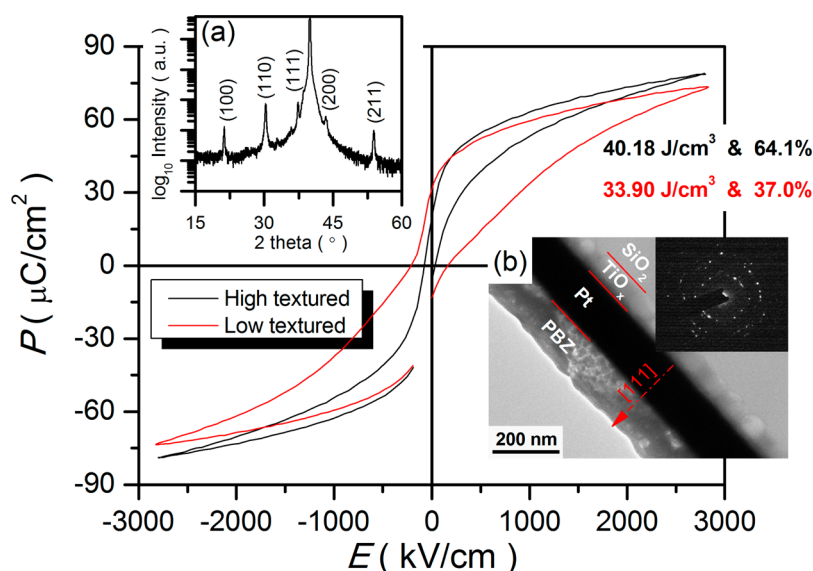 P ( μC/cm²)
90
60
30
0
-30
-60
-90
(a)
log₁₀ Intensity ( a.u. )
(100)
(110)
(111)
(200)
(211)
15 30 45 60
2 theta ( ° )
40.18 J/cm³ & 64.1%
33.90 J/cm³ & 37.0%
High textured
Low textured
(b)
SiO₂
TiOₓ
Pt
PBZ
[111]
200 nm
-3000 -2000 -1000 0 1000 2000 3000
E ( kV/cm )